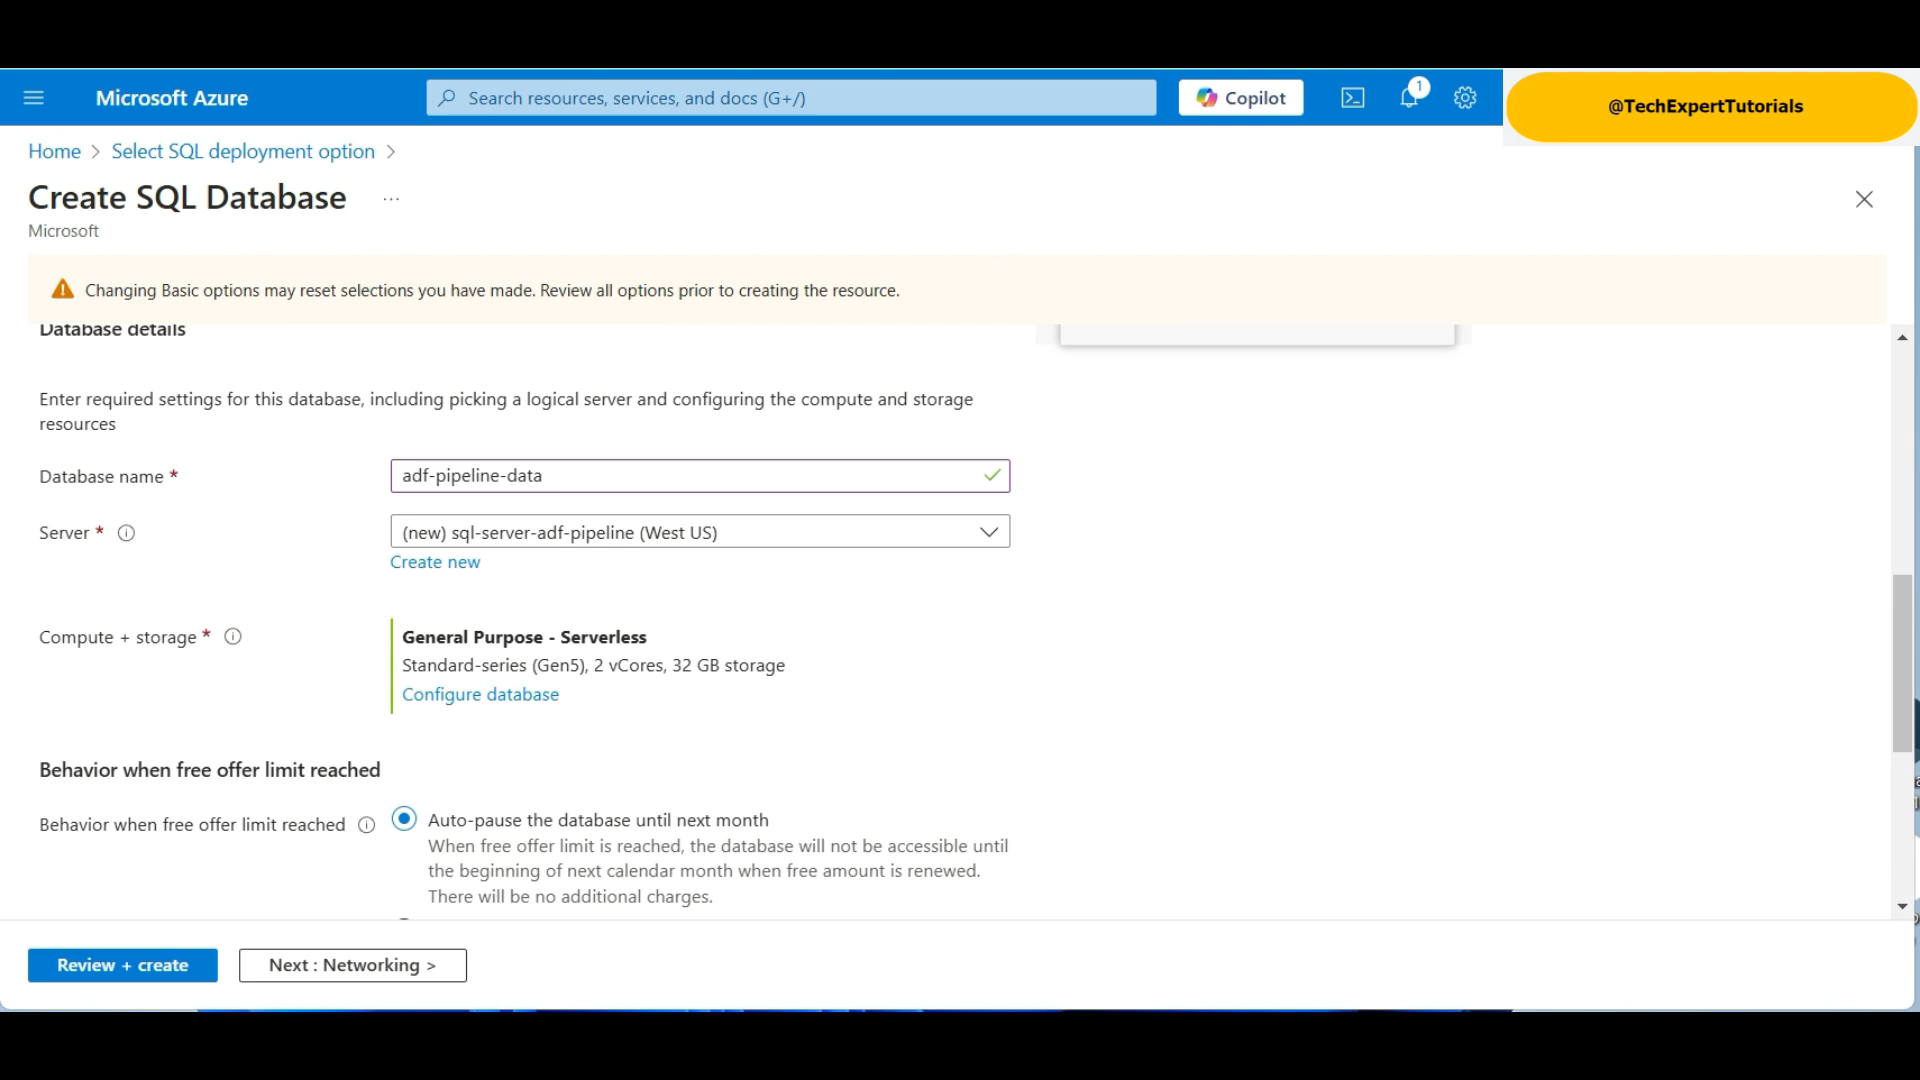 Microsoft Azure
Search resources, services, and docs (G+/)
Copilot
1
@TechExpertTutorials
Home > Select SQL deployment option >
Create SQL Database ...
Microsoft
Changing Basic options may reset selections you have made. Review all options prior to creating the resource.
Database details
Enter required settings for this database, including picking a logical server and configuring the compute and storage
resources
Database name *
adf-pipeline-data
Server *
(new) sql-server-adf-pipeline (West US)
Create new
Compute + storage *
General Purpose - Serverless
Standard-series (Gen5), 2 vCores, 32 GB storage
Configure database
Behavior when free offer limit reached
Behavior when free offer limit reached
Auto-pause the database until next month
When free offer limit is reached, the database will not be accessible until
the beginning of next calendar month when free amount is renewed.
There will be no additional charges.
Review + create
Next : Networking >